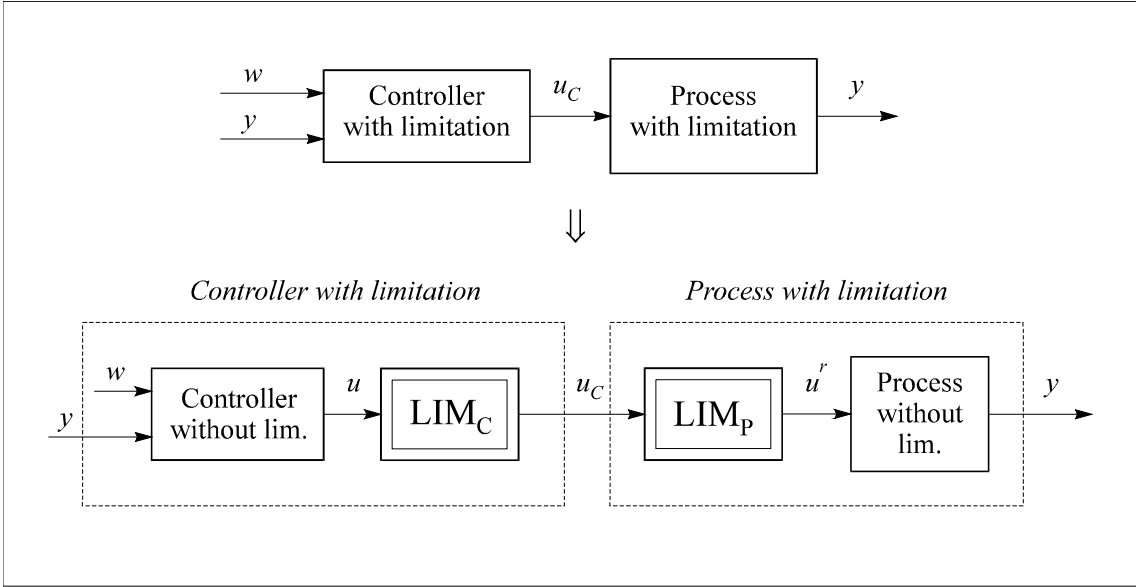 w
y
Controller
with limitation
u_C
Process
with limitation
y
⇓
Controller with limitation
Process with limitation
w
y
Controller
without lim.
u
LIM_C
u_C
LIM_P
u^r
Process
without
lim.
y